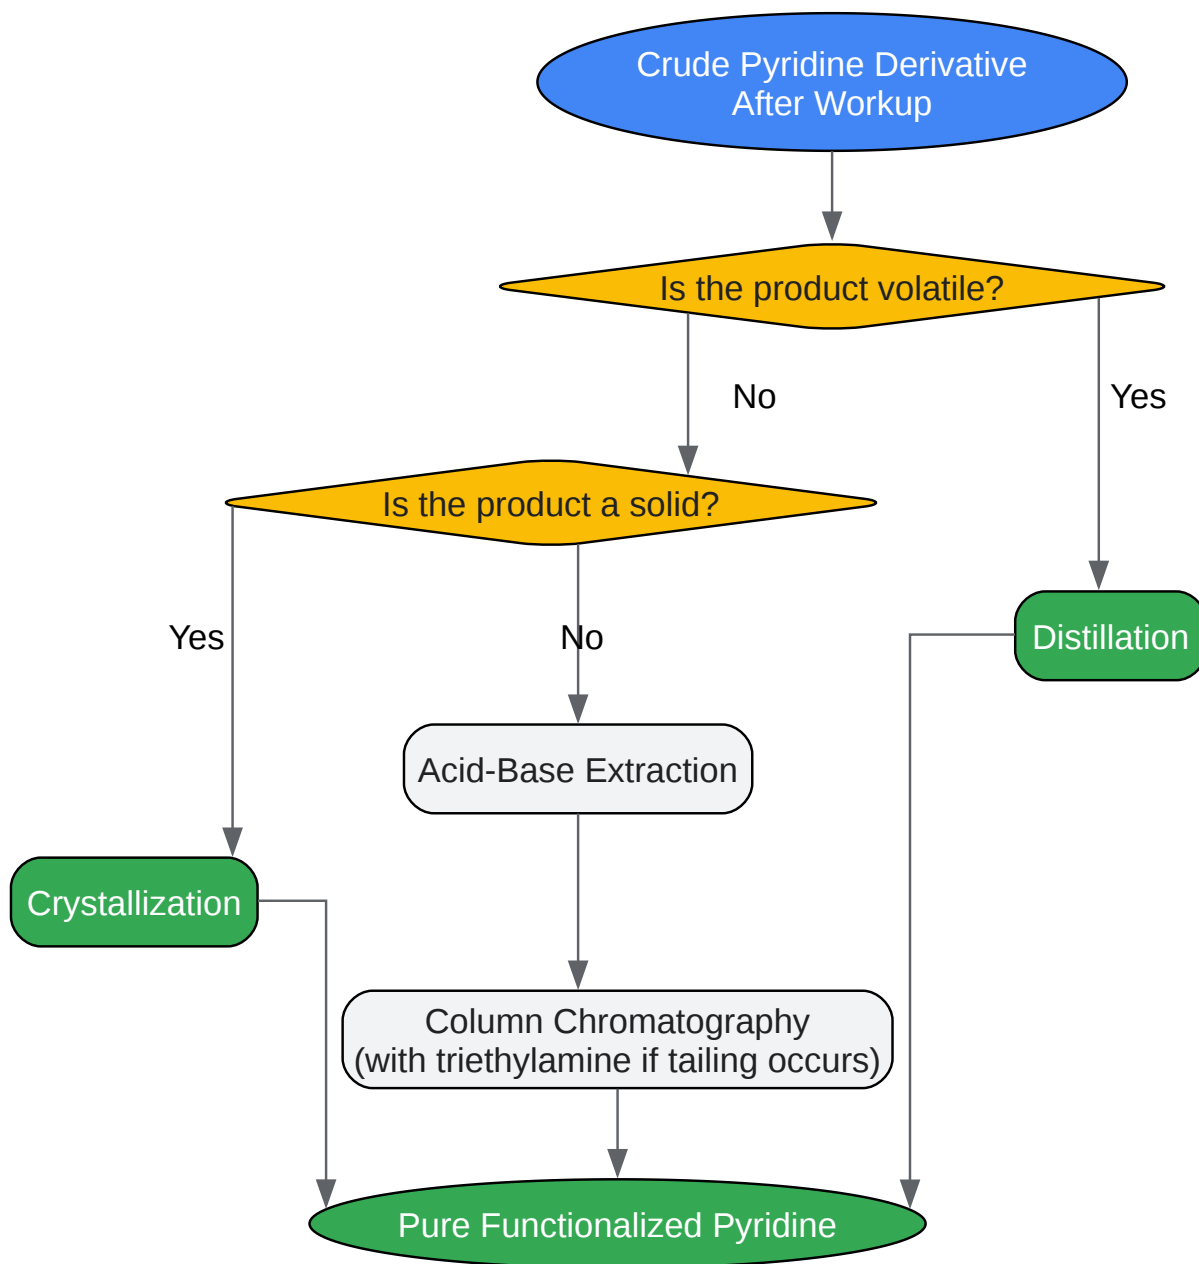 Crude Pyridine Derivative
After Workup
Is the product volatile?
No
Yes
Is the product a solid?
Yes
No
Distillation
Acid-Base Extraction
Crystallization
Column Chromatography
(with triethylamine if tailing occurs)
Pure Functionalized Pyridine